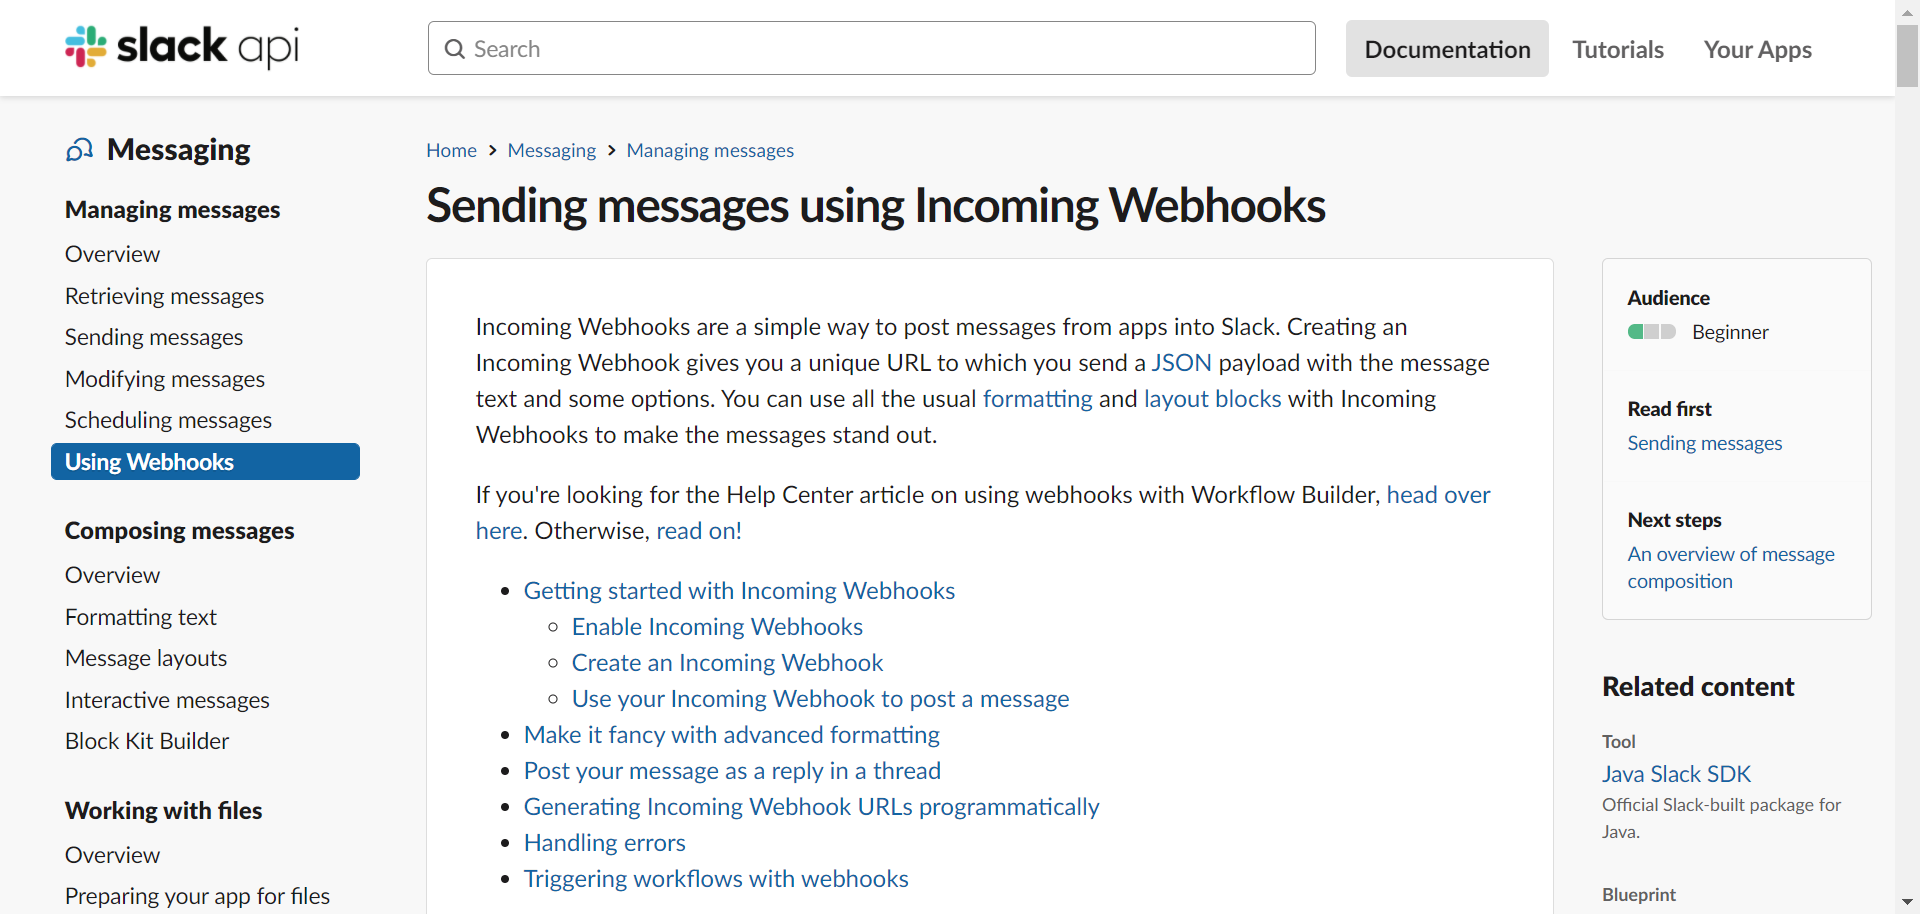 slack api
Search
Documentation
Tutorials
Your Apps
Messaging
Managing messages
Overview
Retrieving messages
Sending messages
Modifying messages
Scheduling messages
Using Webhooks
Composing messages
Overview
Formatting text
Message layouts
Interactive messages
Block Kit Builder
Working with files
Overview
Preparing your app for files
Home > Messaging > Managing messages
Sending messages using Incoming Webhooks
Incoming Webhooks are a simple way to post messages from apps into Slack. Creating an
Incoming Webhook gives you a unique URL to which you send a JSON payload with the message
text and some options. You can use all the usual formatting and layout blocks with Incoming
Webhooks to make the messages stand out.
If you're looking for the Help Center article on using webhooks with Workflow Builder, head over
here. Otherwise, read on!
Getting started with Incoming Webhooks
Enable Incoming Webhooks
Create an Incoming Webhook
Use your Incoming Webhook to post a message
Make it fancy with advanced formatting
Post your message as a reply in a thread
Generating Incoming Webhook URLs programmatically
Handling errors
Triggering workflows with webhooks
Audience
Beginner
Read first
Sending messages
Next steps
An overview of message
composition
Related content
Tool
Java Slack SDK
Official Slack-built package for
Java.
Blueprint